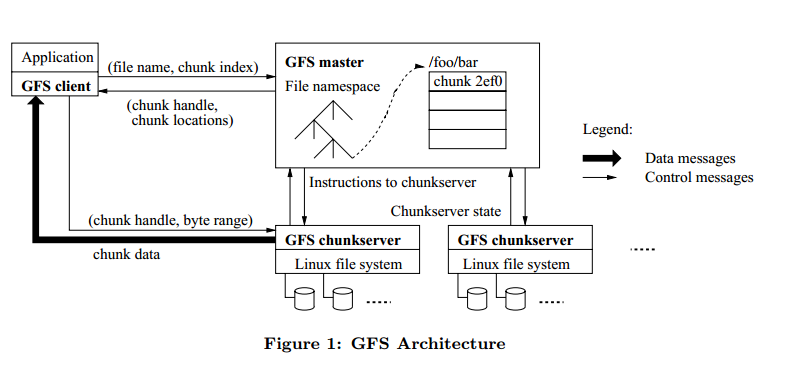 Application
GFS client
(file name, chunk index)
(chunk handle,
chunk locations)
GFS master
File namespace
/foo/bar
chunk 2ef0
Legend:
Data messages
Control messages
Instructions to chunkserver
Chunkserver state
(chunk handle, byte range)
chunk data
GFS chunkserver
Linux file system
GFS chunkserver
Linux file system
Figure 1: GFS Architecture